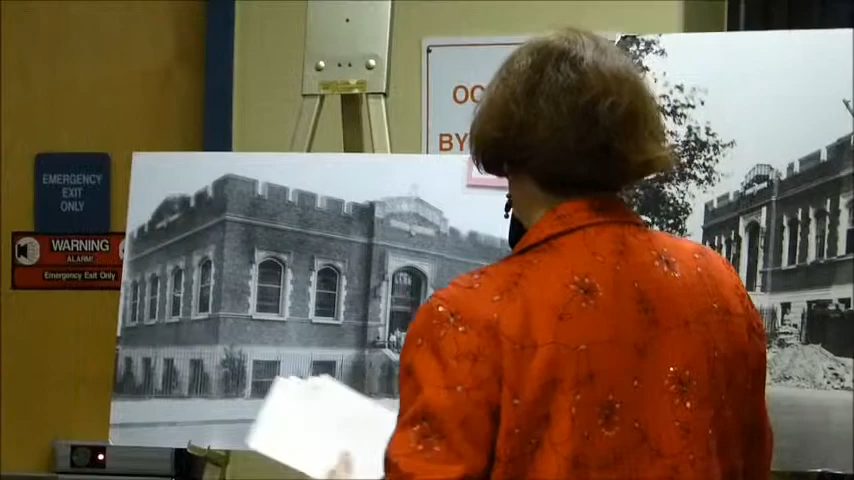 EMERGENCY
EXIT
ONLY
WARNING
ALARM:
Emergency Exit Only!
OC
BY